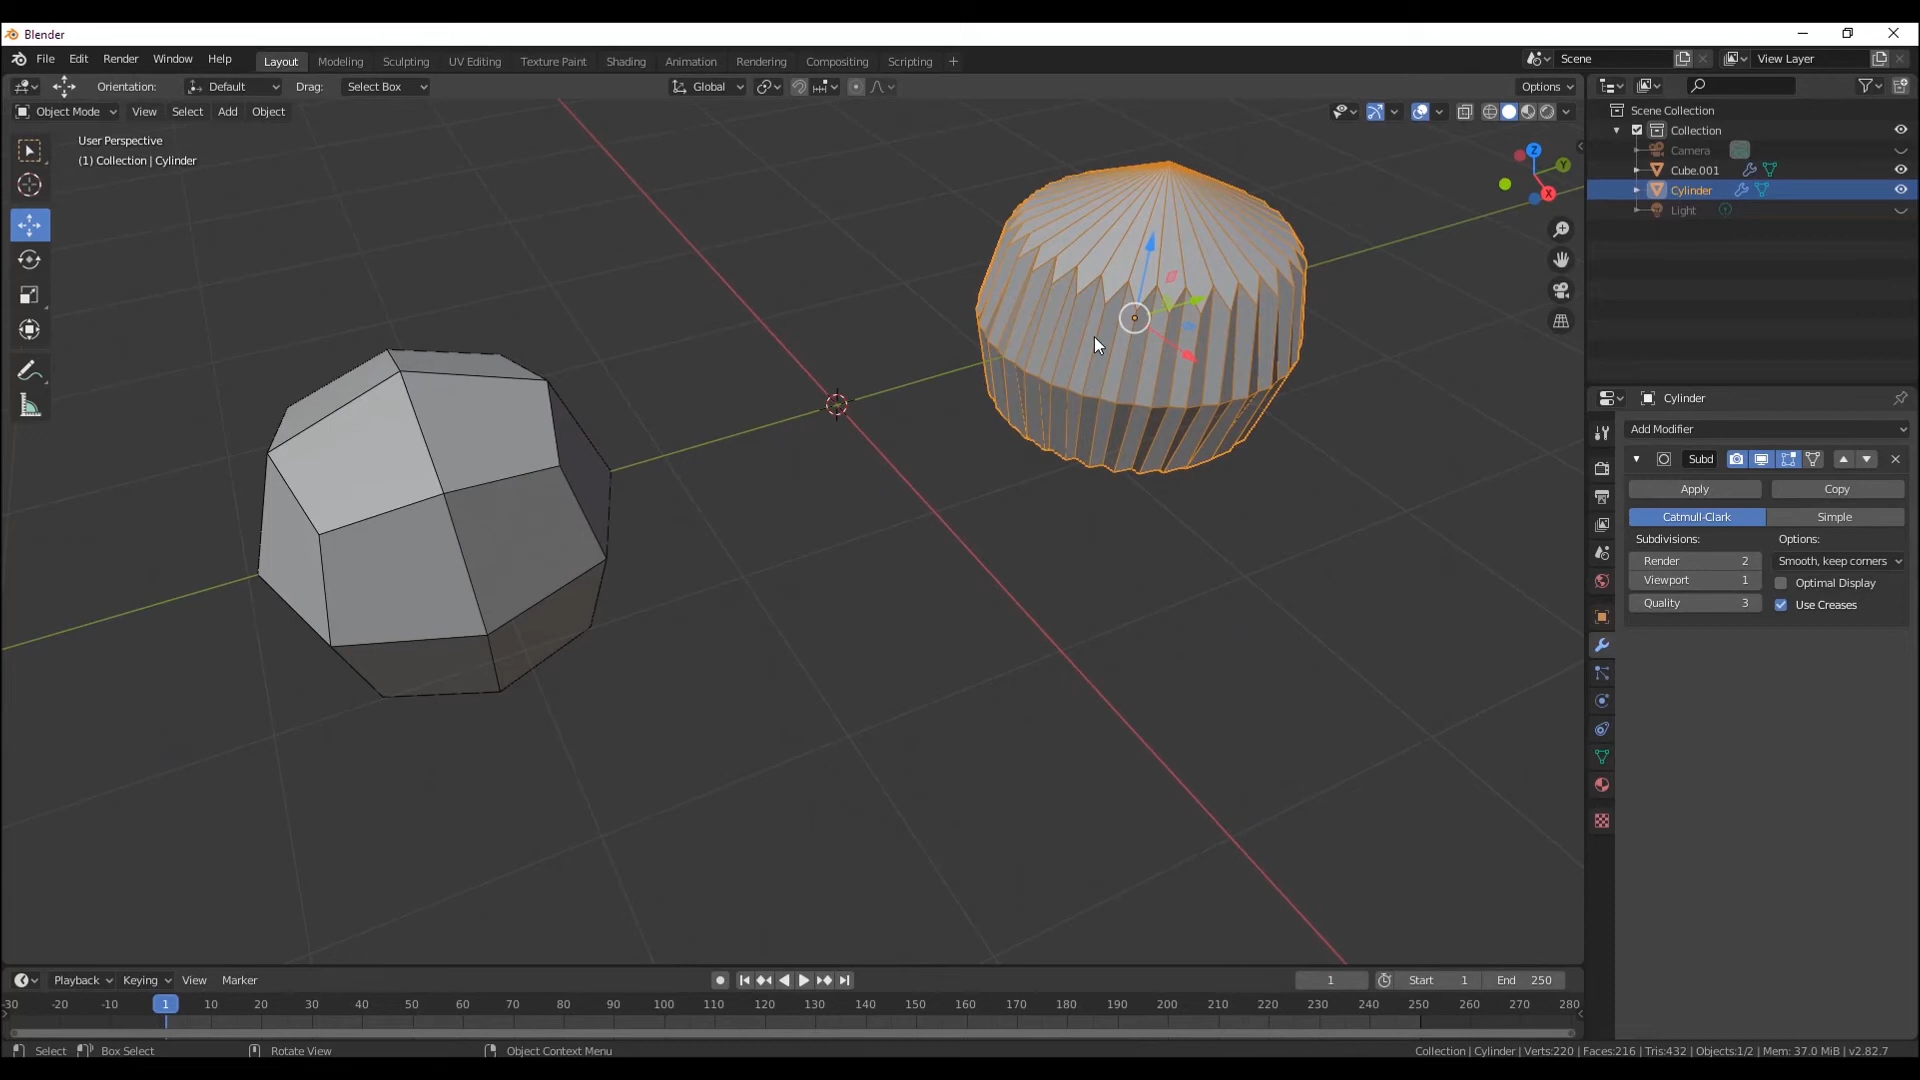 Blender
File Edit Render Window Help Layout Modeling Sculpting UV Editing Texture Paint Shading Animation Rendering Compositing Scripting + Scene View Layer
Orientation: Default Drag: Select Box Global Options
Object Mode View Select Add Object
User Perspective
(1) Collection | Cylinder
Z
Y
X
Scene Collection
Collection
Camera
Cube.001
Cylinder
Light
Cylinder
Add Modifier
Subd
Apply Copy
Catmull-Clark Simple
Subdivisions: Options:
Render 2 Smooth, keep corners
Viewport 1 Optimal Display
Quality 3 Use Creases
Playback Keying View Marker 1 Start 1 End 250
-30 -10 1 10 20 30 40 50 60 70 80 90 100 110 120 130 140 150 160 170 180 190 200 210 220 230 240 250 260 270 280
Select Box Select Rotate View Object Context Menu Collection | Cylinder | Verts:220 | Faces:216 | Tris:432 | Objects:1/2 | Mem: 37.0 MiB | v2.82.7